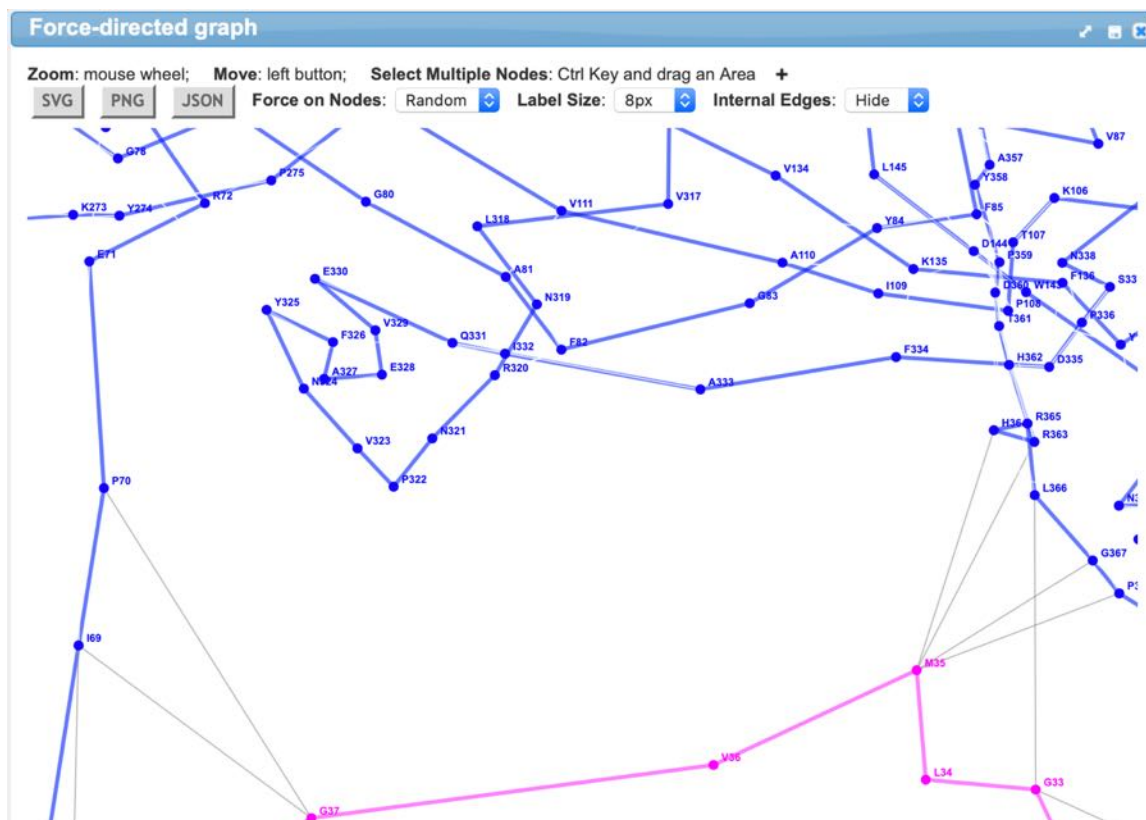 Force-directed graph
Zoom: mouse wheel; Move: left button; Select Multiple Nodes: Ctrl Key and drag an Area +
SVG PNG JSON Force on Nodes: Random Label Size: 8px Internal Edges: Hide
V87
G78
A357
L145
V134
P275
Y358
K106
G80
R72
V317
K273
Y274
V111
F85
L318
Y84
T107
D144
E71
P359
N338
A110
K135
A81
E330
F136
D360
I109
N319
G83
P108
Y325
V329
P336
T361
F326
Q331
I332
F82
F334
H362
D335
R320
E328
A327
A333
R365
N321
R363
V323
P322
P70
L366
G367
I69
M35
V36
L34
G33
G37